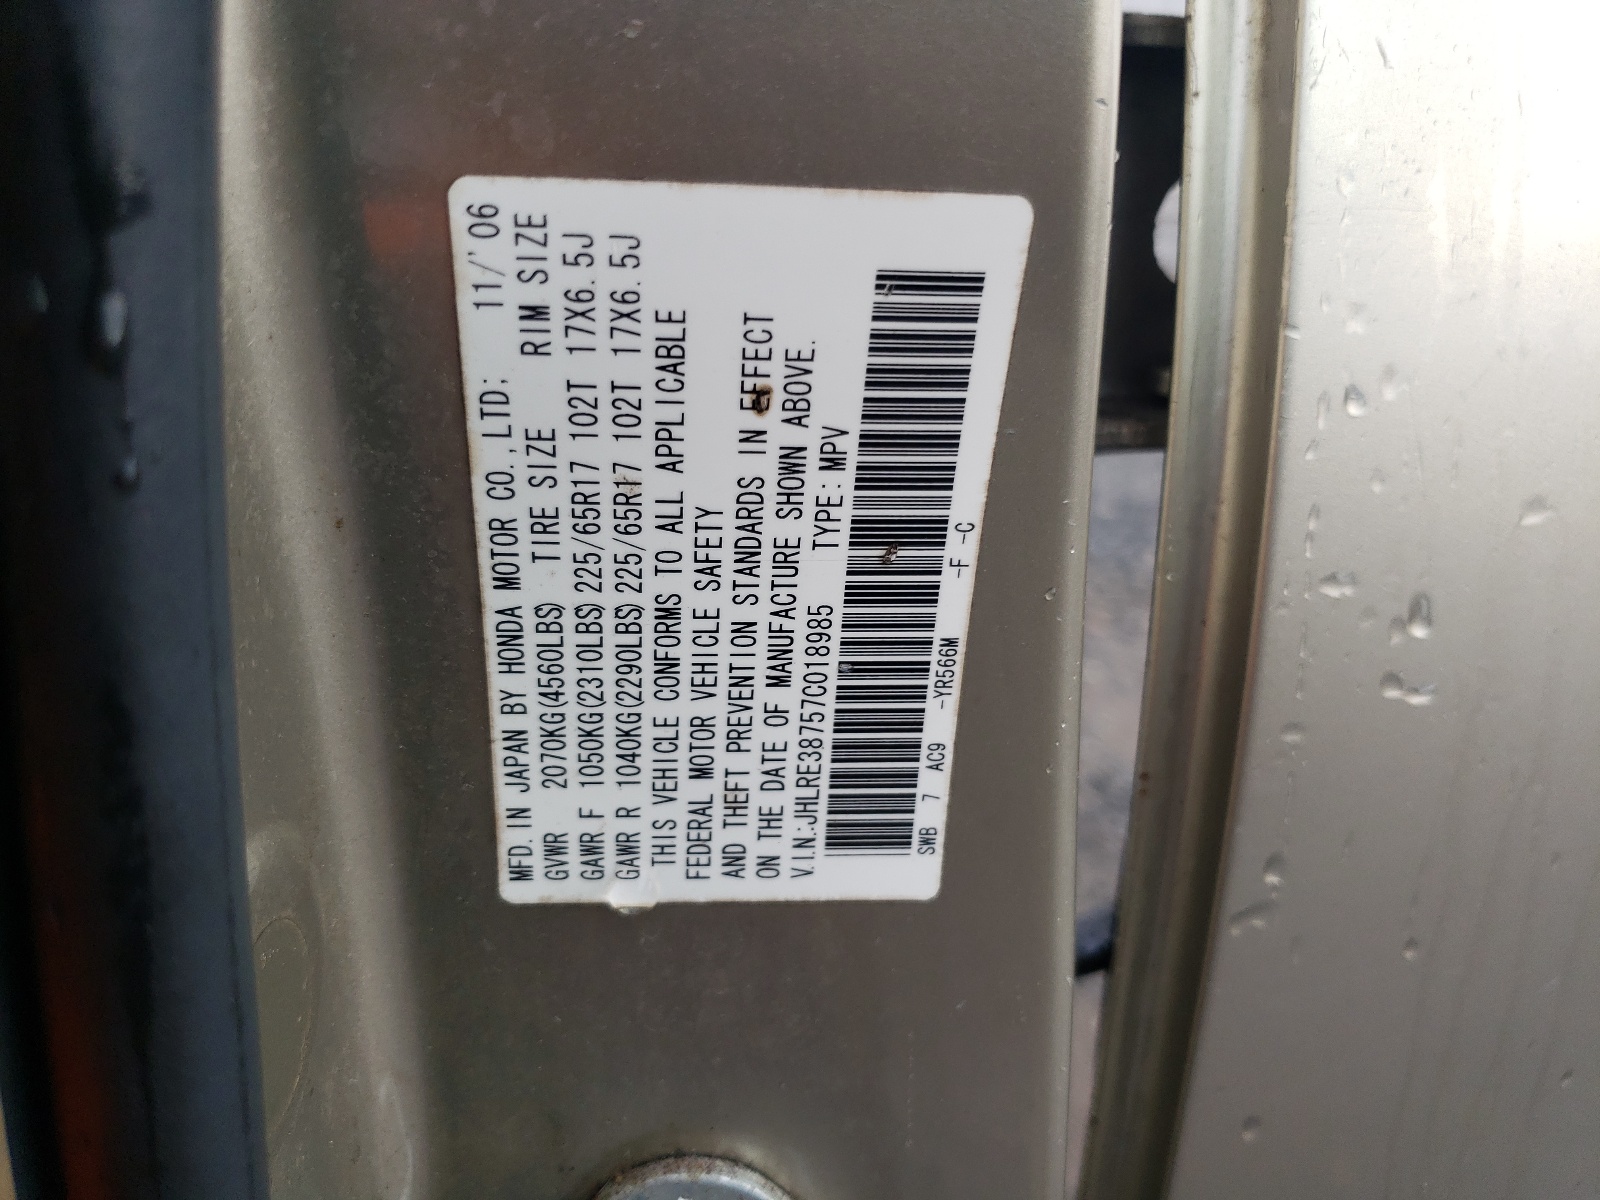 MFD. IN JAPAN BY HONDA MOTOR CO., LTD; 11/'06
GVWR 2070KG(4560LBS) TIRE SIZE RIM SIZE
GAWR F 1050KG(2310LBS) 225/65R17 102T 17X6.5J
GAWR R 1040KG(2290LBS) 225/65R17 102T 17X6.5J
THIS VEHICLE CONFORMS TO ALL APPLICABLE
FEDERAL MOTOR VEHICLE SAFETY
AND THEFT PREVENTION STANDARDS IN EFFECT
ON THE DATE OF MANUFACTURE SHOWN ABOVE.
V.I.N.:JHLRE38757C018985 TYPE: MPV
SWB 7 AC9 -YR566M -F -C